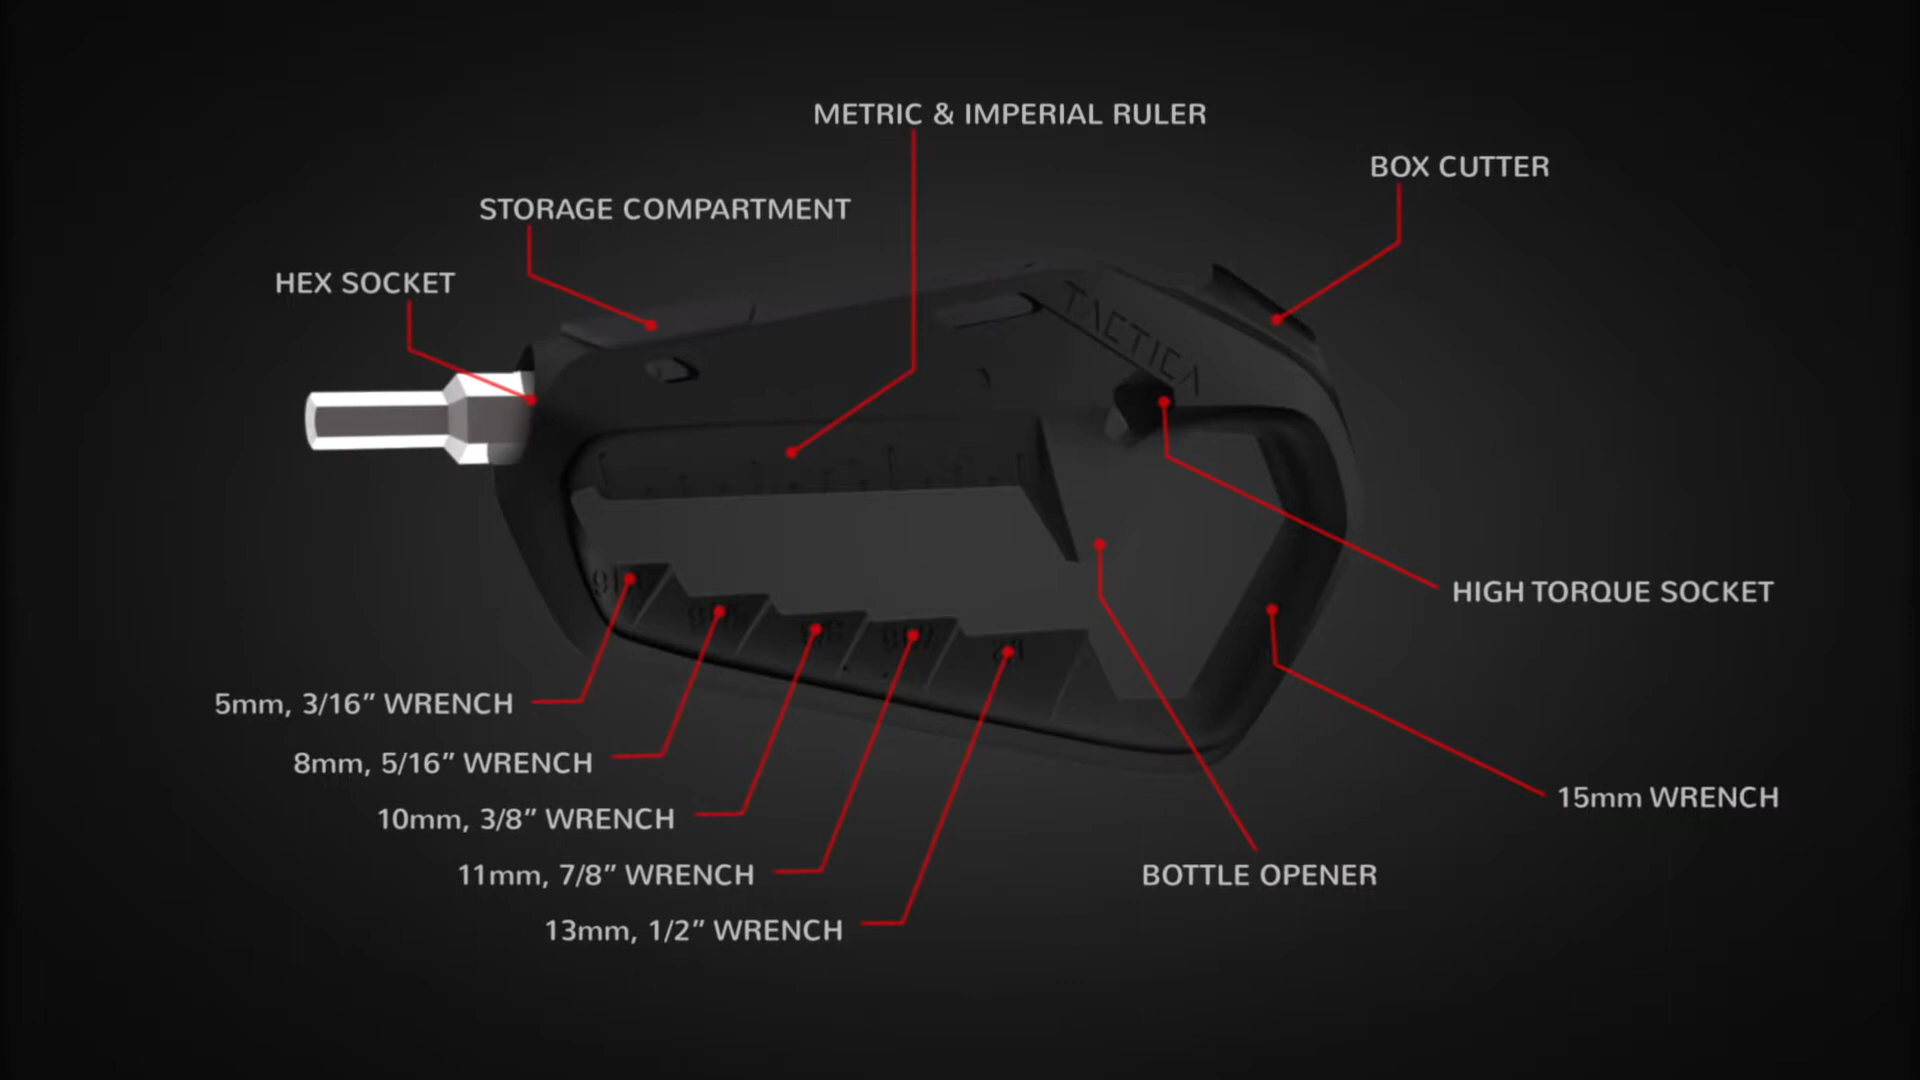 METRIC & IMPERIAL RULER
BOX CUTTER
STORAGE COMPARTMENT
HEX SOCKET
TACTICA
HIGH TORQUE SOCKET
5mm, 3/16” WRENCH
8mm, 5/16” WRENCH
15mm WRENCH
10mm, 3/8” WRENCH
11mm, 7/8” WRENCH
BOTTLE OPENER
13mm, 1/2” WRENCH